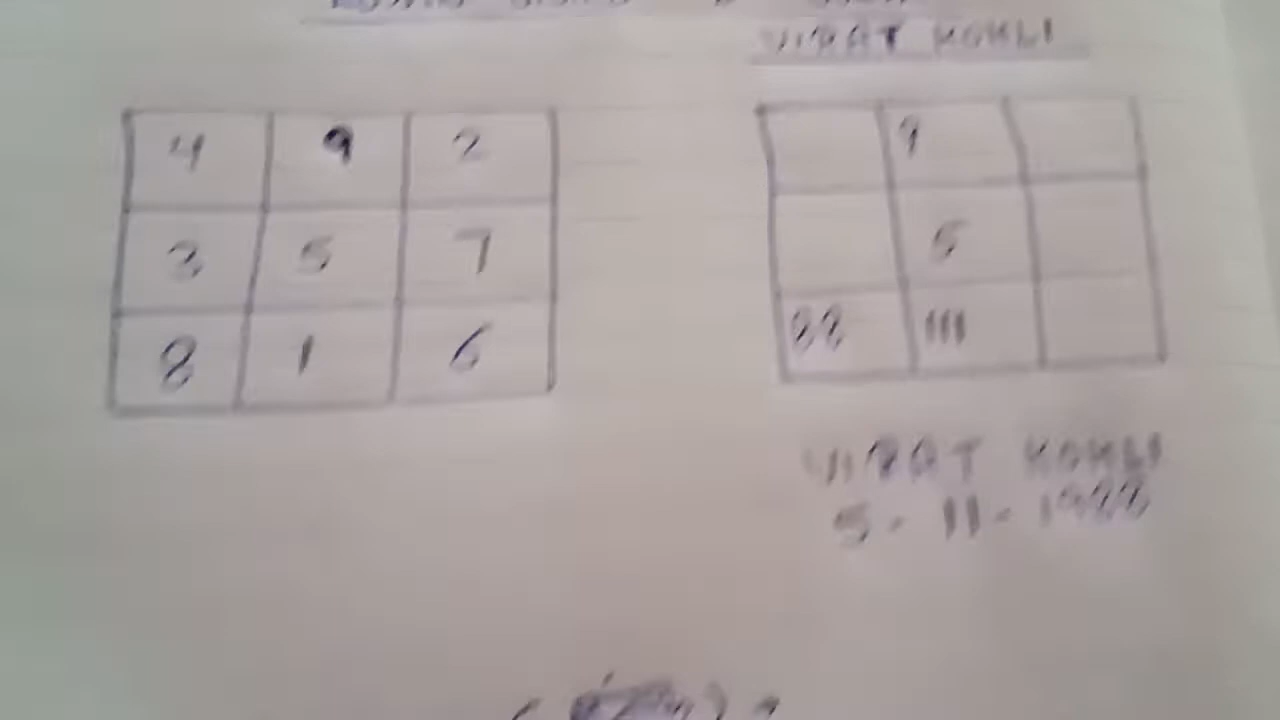 VIRAT KOHLI
4 9 2
3 5 7
8 1 6
9
5
88 111
VIRAT KOHLI
5 - 11 - 1988